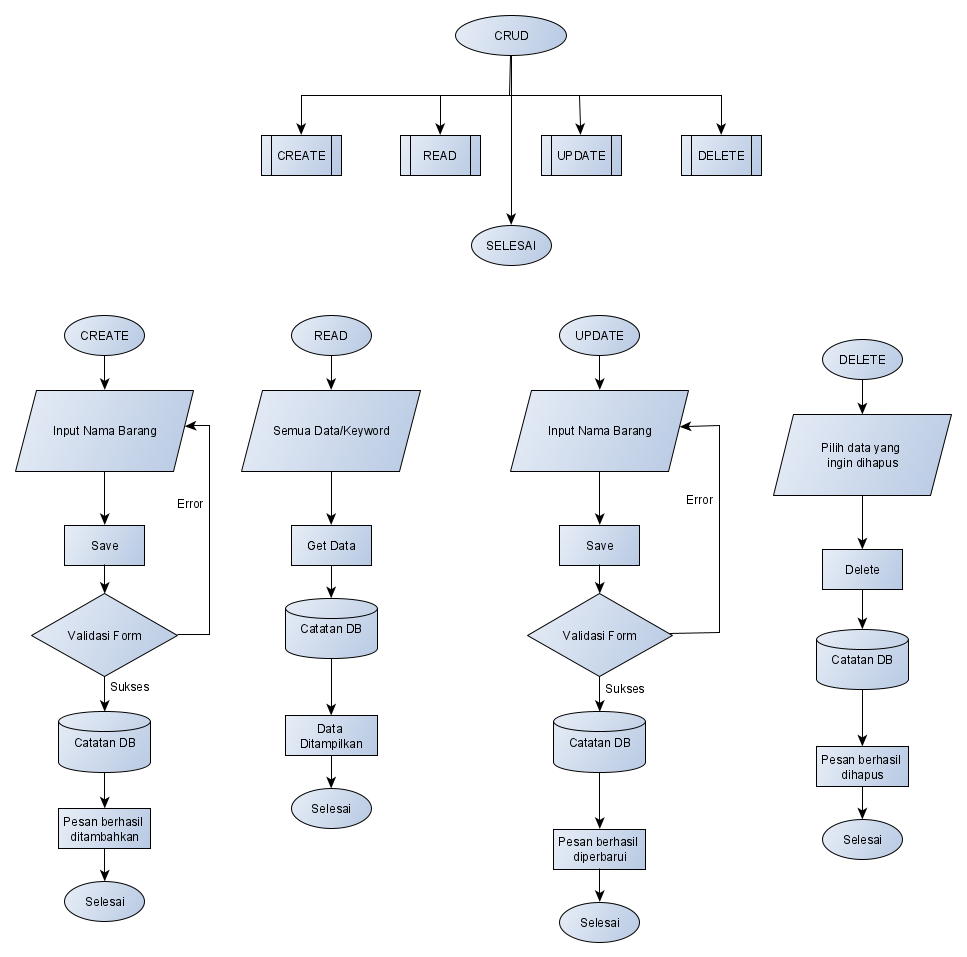 CRUD
CREATE
READ
UPDATE
DELETE
SELESAI
CREATE
Input Nama Barang
Error
Save
Validasi Form
Sukses
Catatan DB
Pesan berhasil
ditambahkan
Selesai
READ
Semua Data/Keyword
Get Data
Catatan DB
Data
Ditampilkan
Selesai
UPDATE
Input Nama Barang
Error
Save
Validasi Form
Sukses
Catatan DB
Pesan berhasil
diperbarui
Selesai
DELETE
Pilih data yang
ingin dihapus
Delete
Catatan DB
Pesan berhasil
dihapus
Selesai